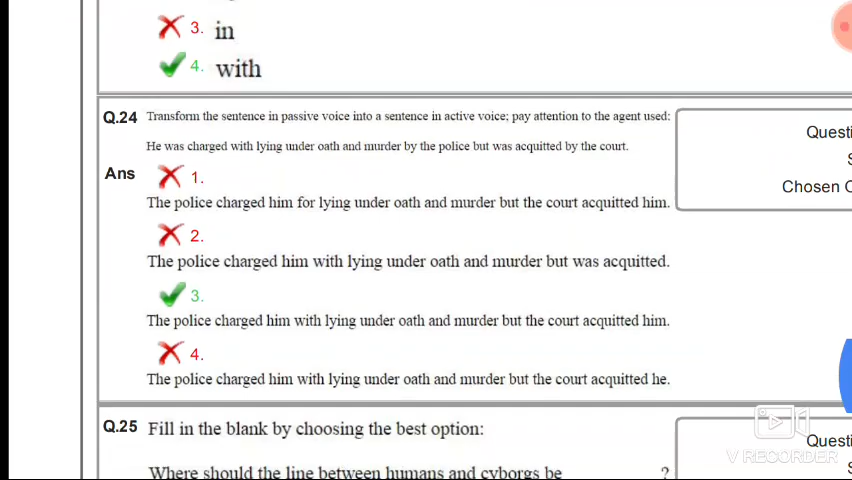 3. in
4. with
Q.24 Transform the sentence in passive voice into a sentence in active voice; pay attention to the agent used:
He was charged with lying under oath and murder by the police but was acquitted by the court.
Ans
1.
The police charged him for lying under oath and murder but the court acquitted him.
2.
The police charged him with lying under oath and murder but was acquitted.
3.
The police charged him with lying under oath and murder but the court acquitted him.
4.
The police charged him with lying under oath and murder but the court acquitted he.
Questi
S
Chosen O
Q.25 Fill in the blank by choosing the best option:
Where should the line between humans and cyborgs be ?
Questi
V RECORDER